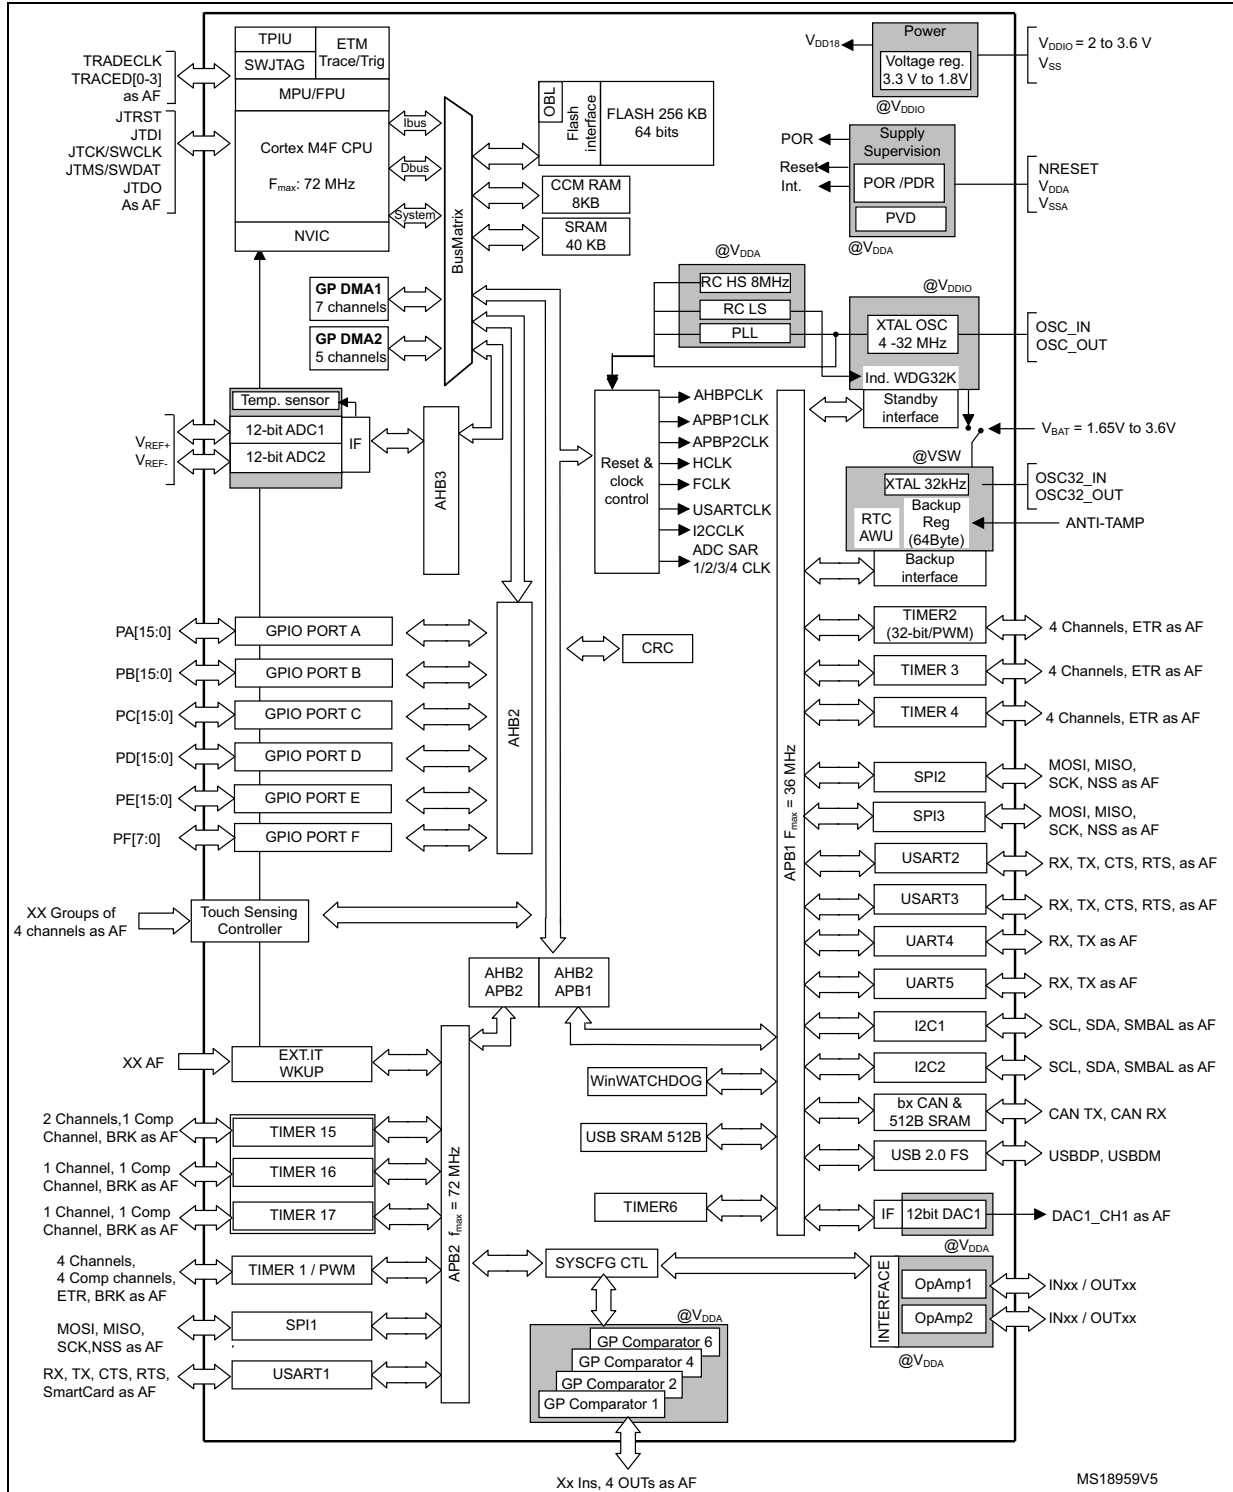 TPIU
SWJTAG
ETM
Trace/Trig
MPU/FPU
Cortex M4F CPU
Fmax: 72 MHz
NVIC
TRADECLK
TRACED[0-3]
as AF
JTRST
JTDI
JTCK/SWCLK
JTMS/SWDAT
JTDO
As AF
Ibus
Dbus
System
BusMatrix
OBL
Flash
interface
FLASH 256 KB
64 bits
CCM RAM
8KB
SRAM
40 KB
VDD18
Power
Voltage reg.
3.3 V to 1.8V
@VDDIO
VDDIO = 2 to 3.6 V
VSS
POR
Reset
Int.
Supply
Supervision
POR /PDR
PVD
@VDDA
NRESET
VDDA
VSSA
GP DMA1
7 channels
GP DMA2
5 channels
@VDDA
RC HS 8MHz
RC LS
PLL
@VDDIO
XTAL OSC
4 -32 MHz
Ind. WDG32K
Standby
interface
OSC_IN
OSC_OUT
VBAT = 1.65V to 3.6V
@VSW
XTAL 32kHz
RTC
AWU
Backup
Reg
(64Byte)
Backup
interface
OSC32_IN
OSC32_OUT
ANTI-TAMP
Temp. sensor
12-bit ADC1
12-bit ADC2
IF
VREF+
VREF-
AHB3
Reset &
clock
control
AHBPCLK
APBP1CLK
APBP2CLK
HCLK
FCLK
USARTCLK
I2CCLK
ADC SAR
1/2/3/4 CLK
PA[15:0]
GPIO PORT A
PB[15:0]
GPIO PORT B
PC[15:0]
GPIO PORT C
PD[15:0]
GPIO PORT D
PE[15:0]
GPIO PORT E
PF[7:0]
GPIO PORT F
AHB2
CRC
APB1 Fmax = 36 MHz
TIMER2
(32-bit/PWM)
4 Channels, ETR as AF
TIMER 3
4 Channels, ETR as AF
TIMER 4
4 Channels, ETR as AF
SPI2
MOSI, MISO,
SCK, NSS as AF
SPI3
MOSI, MISO,
SCK, NSS as AF
USART2
RX, TX, CTS, RTS, as AF
USART3
RX, TX, CTS, RTS, as AF
UART4
RX, TX as AF
UART5
RX, TX as AF
I2C1
SCL, SDA, SMBAL as AF
I2C2
SCL, SDA, SMBAL as AF
bx CAN &
512B SRAM
CAN TX, CAN RX
USB 2.0 FS
USBDP, USBDM
IF
12bit DAC1
DAC1_CH1 as AF
@VDDA
XX Groups of
4 channels as AF
Touch Sensing
Controller
AHB2
APB2
AHB2
APB1
XX AF
EXT.IT
WKUP
WinWATCHDOG
USB SRAM 512B
TIMER6
2 Channels,1 Comp
Channel, BRK as AF
TIMER 15
1 Channel, 1 Comp
Channel, BRK as AF
TIMER 16
1 Channel, 1 Comp
Channel, BRK as AF
TIMER 17
4 Channels,
4 Comp channels,
ETR, BRK as AF
TIMER 1 / PWM
MOSI, MISO,
SCK,NSS as AF
SPI1
RX, TX, CTS, RTS,
SmartCard as AF
USART1
APB2 fmax = 72 MHz
SYSCFG CTL
@VDDA
GP Comparator 6
GP Comparator 4
GP Comparator 2
GP Comparator 1
Xx Ins, 4 OUTs as AF
INTERFACE
OpAmp1
INxx / OUTxx
OpAmp2
INxx / OUTxx
@VDDA
MS18959V5